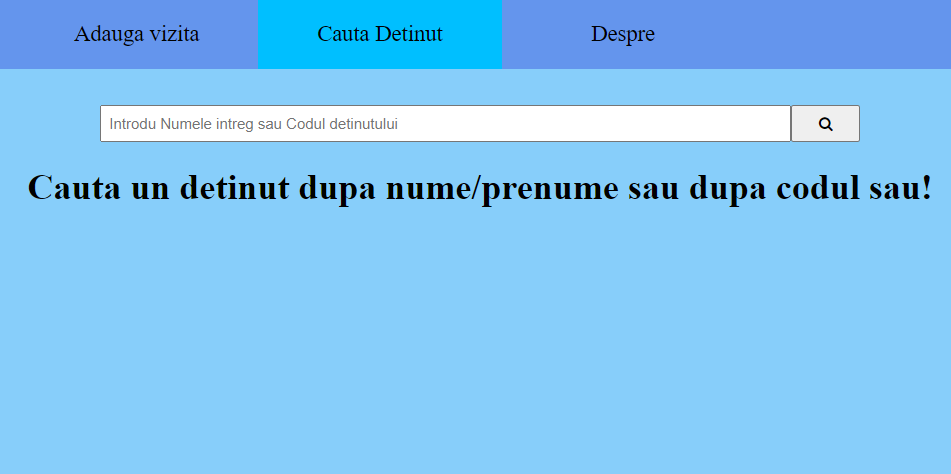 Adauga vizita Cauta Detinut Despre
Introdu Numele intreg sau Codul detinutului
Cauta un detinut dupa nume/prenume sau dupa codul sau!